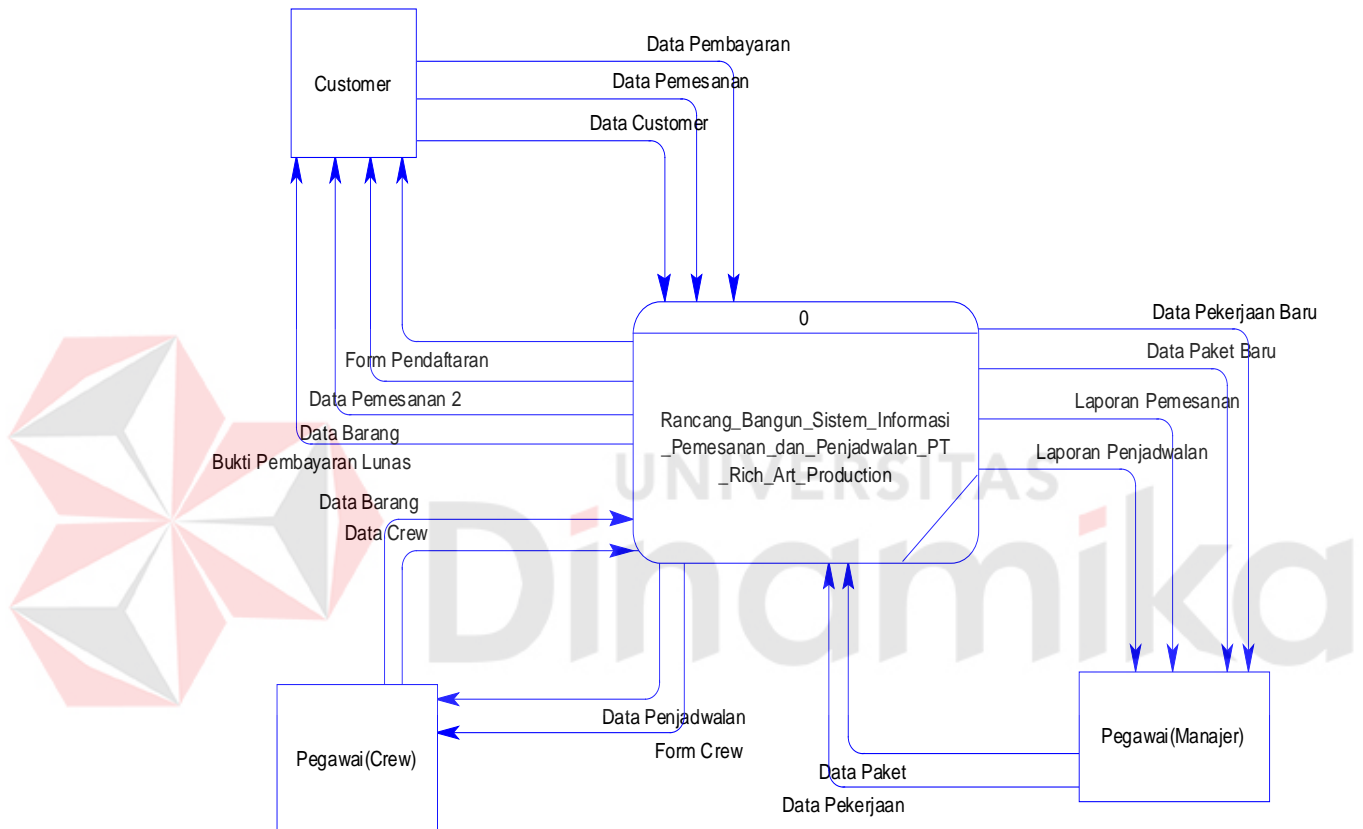 Data Pembayaran
Customer
Data Pemesanan
Data Customer
0
Data Pekerjaan Baru
Form Pendaftaran
Data Paket Baru
Data Pemesanan 2
Laporan Pemesanan
Rancang_Bangun_Sistem_Informasi
_Pemesanan_dan_Penjadwalan_PT
_Rich_Art_Production
Data Barang
Laporan Penjadwalan
Bukti Pembayaran Lunas
UNIVERSITAS
Dinamika
Data Barang
Data Crew
Data Penjadwalan
Form Crew
Pegawai(Crew)
Pegawai(Manajer)
Data Paket
Data Pekerjaan